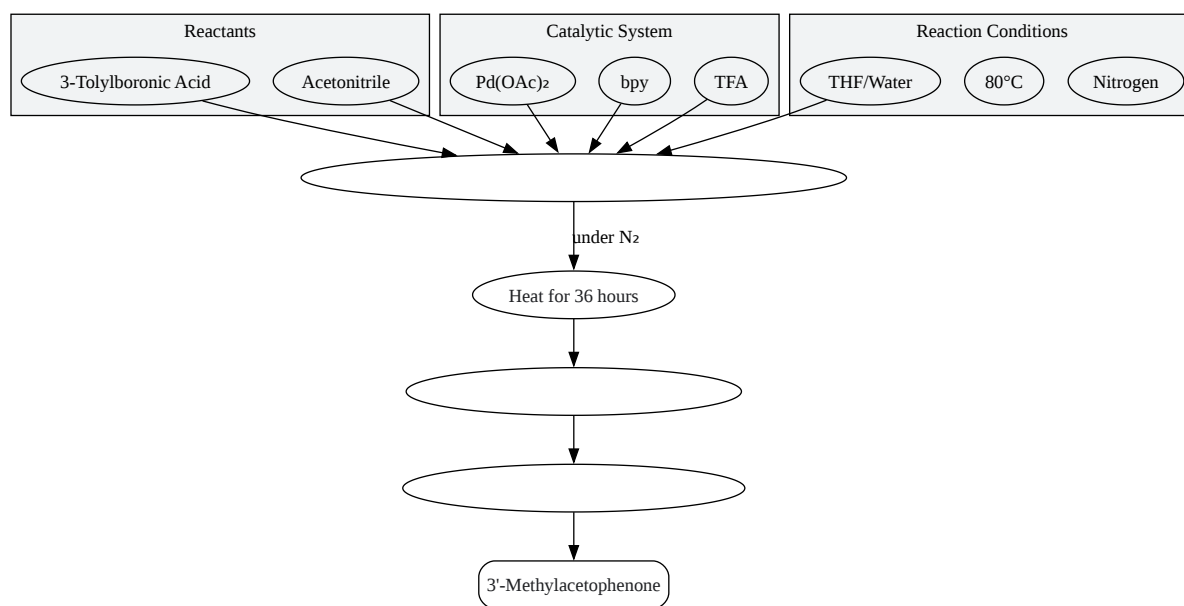 Reactants
Catalytic System
Reaction Conditions
3-Tolylboronic Acid
Acetonitrile
Pd(OAc)₂
bpy
TFA
THF/Water
80°C
Nitrogen
under N₂
Heat for 36 hours
3'-Methylacetophenone